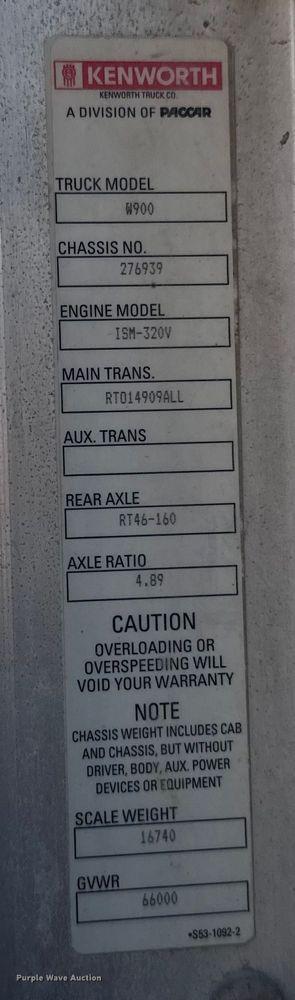 KENWORTH
KENWORTH TRUCK CO.
A DIVISION OF PACCAR
TRUCK MODEL
W900
CHASSIS NO.
276939
ENGINE MODEL
ISM-320V
MAIN TRANS.
RTO14909ALL
AUX. TRANS
REAR AXLE
RT46-160
AXLE RATIO
4.89
CAUTION
OVERLOADING OR
OVERSPEEDING WILL
VOID YOUR WARRANTY
NOTE
CHASSIS WEIGHT INCLUDES CAB
AND CHASSIS, BUT WITHOUT
DRIVER, BODY, AUX. POWER
DEVICES OR EQUIPMENT
SCALE WEIGHT
16740
GVWR
66000
•S53-1092-2
Purple Wave Auction